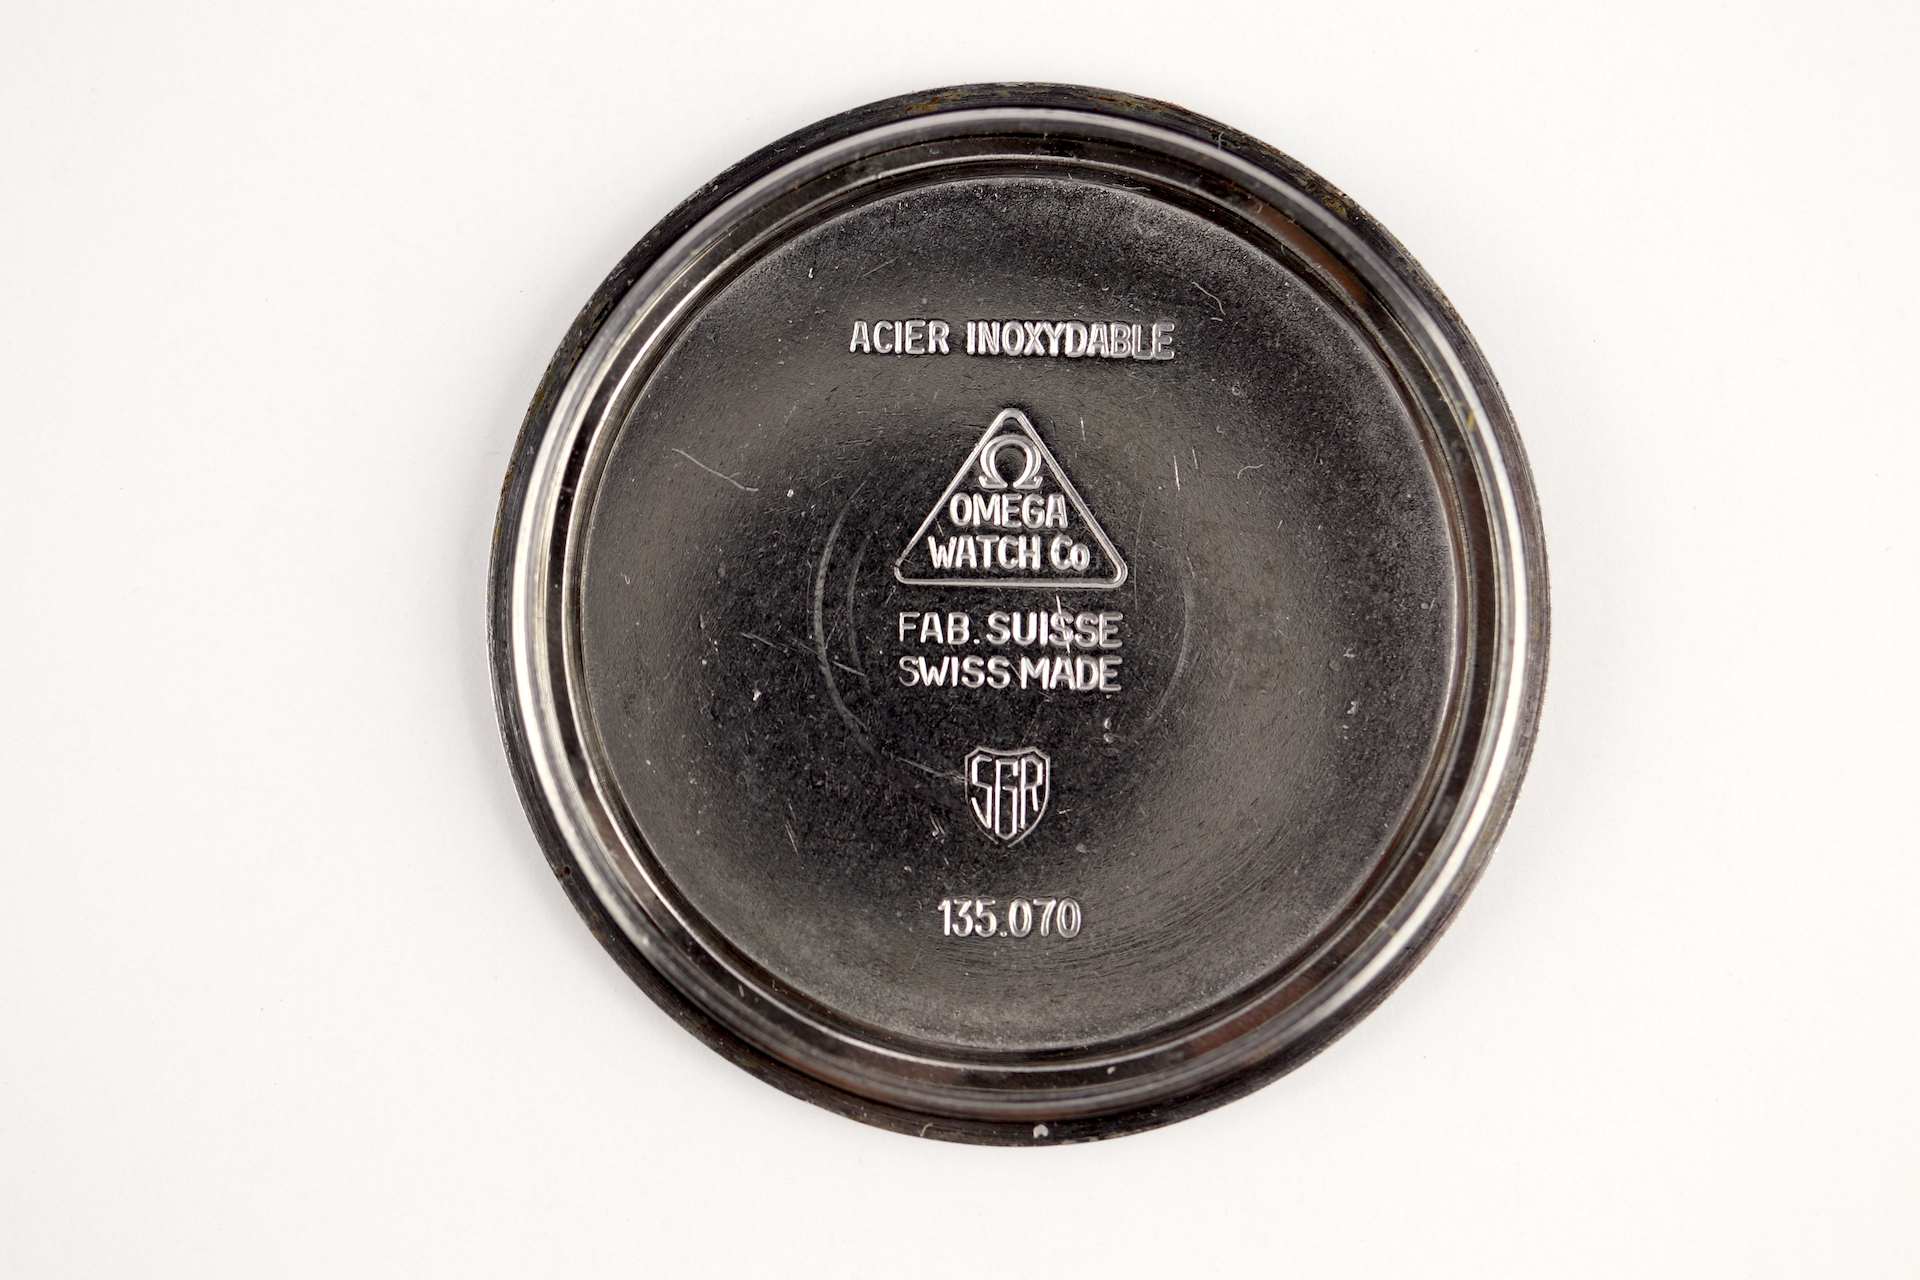 ACIER INOXYDABLE
Ω
OMEGA
WATCH Co
FAB. SUISSE
SWISS MADE
SGR
135.070